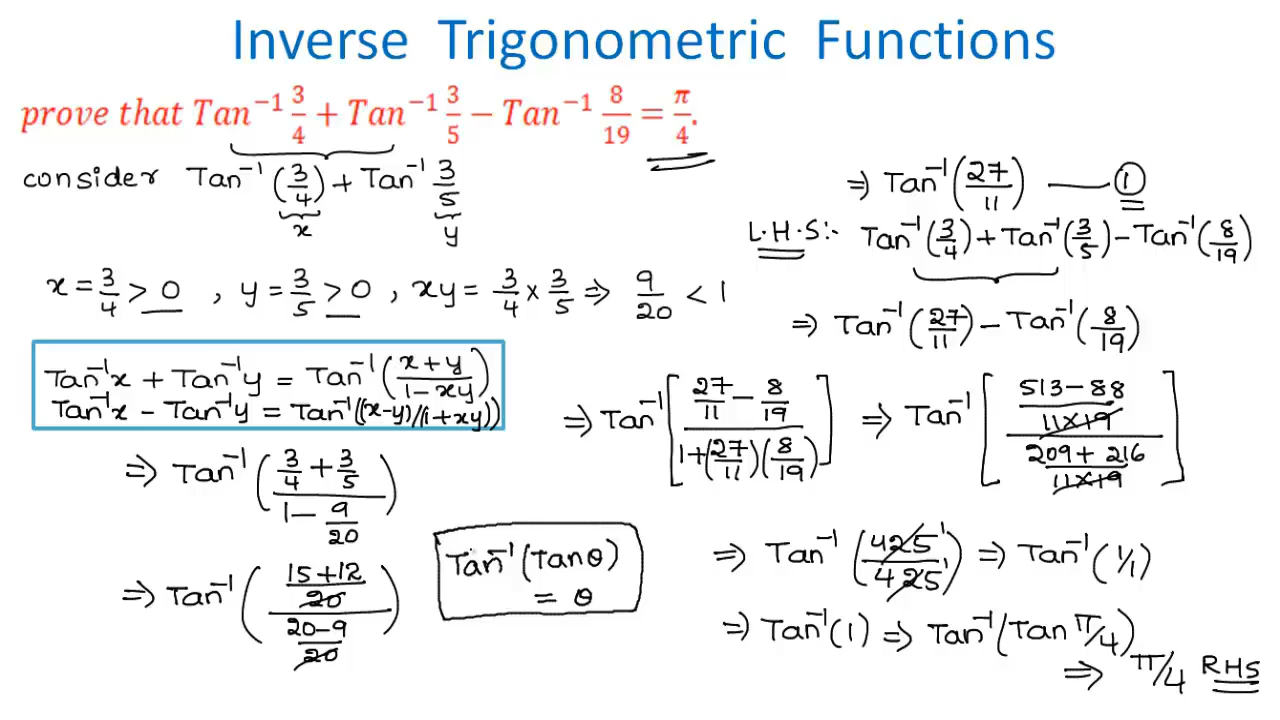 Inverse Trigonometric Functions
prove that Tan⁻¹ 3/4 + Tan⁻¹ 3/5 − Tan⁻¹ 8/19 = π/4.
consider Tan⁻¹ (3/4) + Tan⁻¹ 3/5
x y
x = 3/4 > 0 , y = 3/5 > 0 , xy = 3/4 × 3/5 ⇒ 9/20 < 1
Tan⁻¹x + Tan⁻¹y = Tan⁻¹((x+y)/(1−xy))
Tan⁻¹x − Tan⁻¹y = Tan⁻¹((x−y)/(1+xy))
⇒ Tan⁻¹((3/4 + 3/5)/(1 − 9/20))
⇒ Tan⁻¹(((15+12)/20)/((20−9)/20))
Tan⁻¹(Tanθ)
= θ
⇒ Tan⁻¹(27/11) —— ①
L.H.S:- Tan⁻¹(3/4) + Tan⁻¹(3/5) − Tan⁻¹(8/19)
⇒ Tan⁻¹(27/11) − Tan⁻¹(8/19)
⇒ Tan⁻¹[(27/11 − 8/19)/(1+(27/11)(8/19))] ⇒ Tan⁻¹[((513−88)/(11×19))/((209+216)/(11×19))]
⇒ Tan⁻¹(425 1/425 1) ⇒ Tan⁻¹(1/1)
⇒ Tan⁻¹(1) ⇒ Tan⁻¹(Tan π/4)
⇒ π/4 RHS